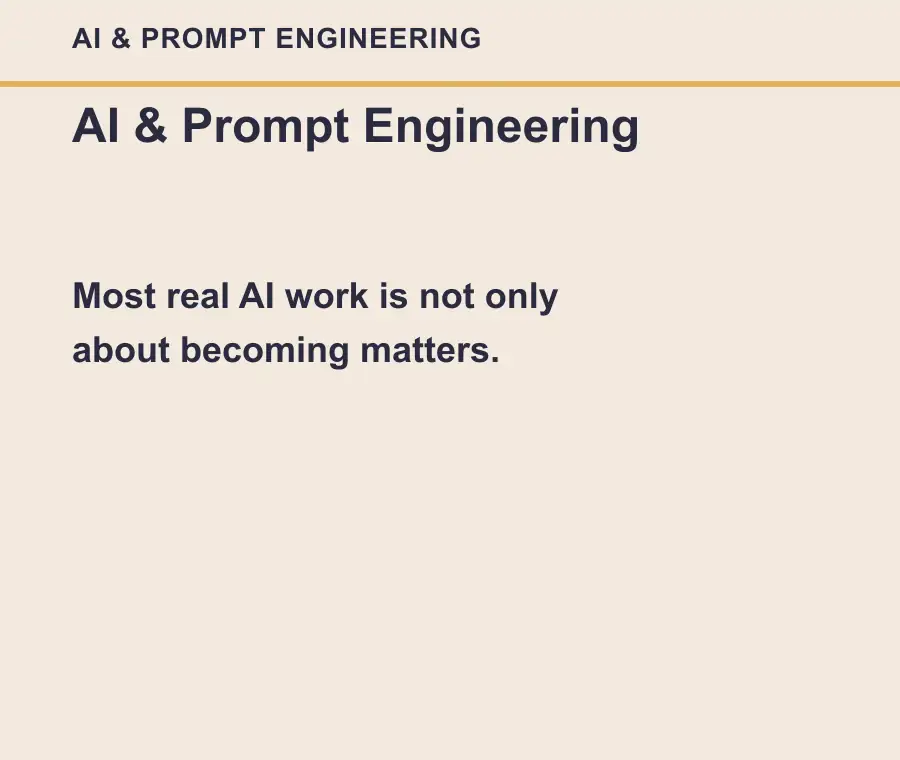 AI & PROMPT ENGINEERING
AI & Prompt Engineering
Most real AI work is not only
about becoming matters.